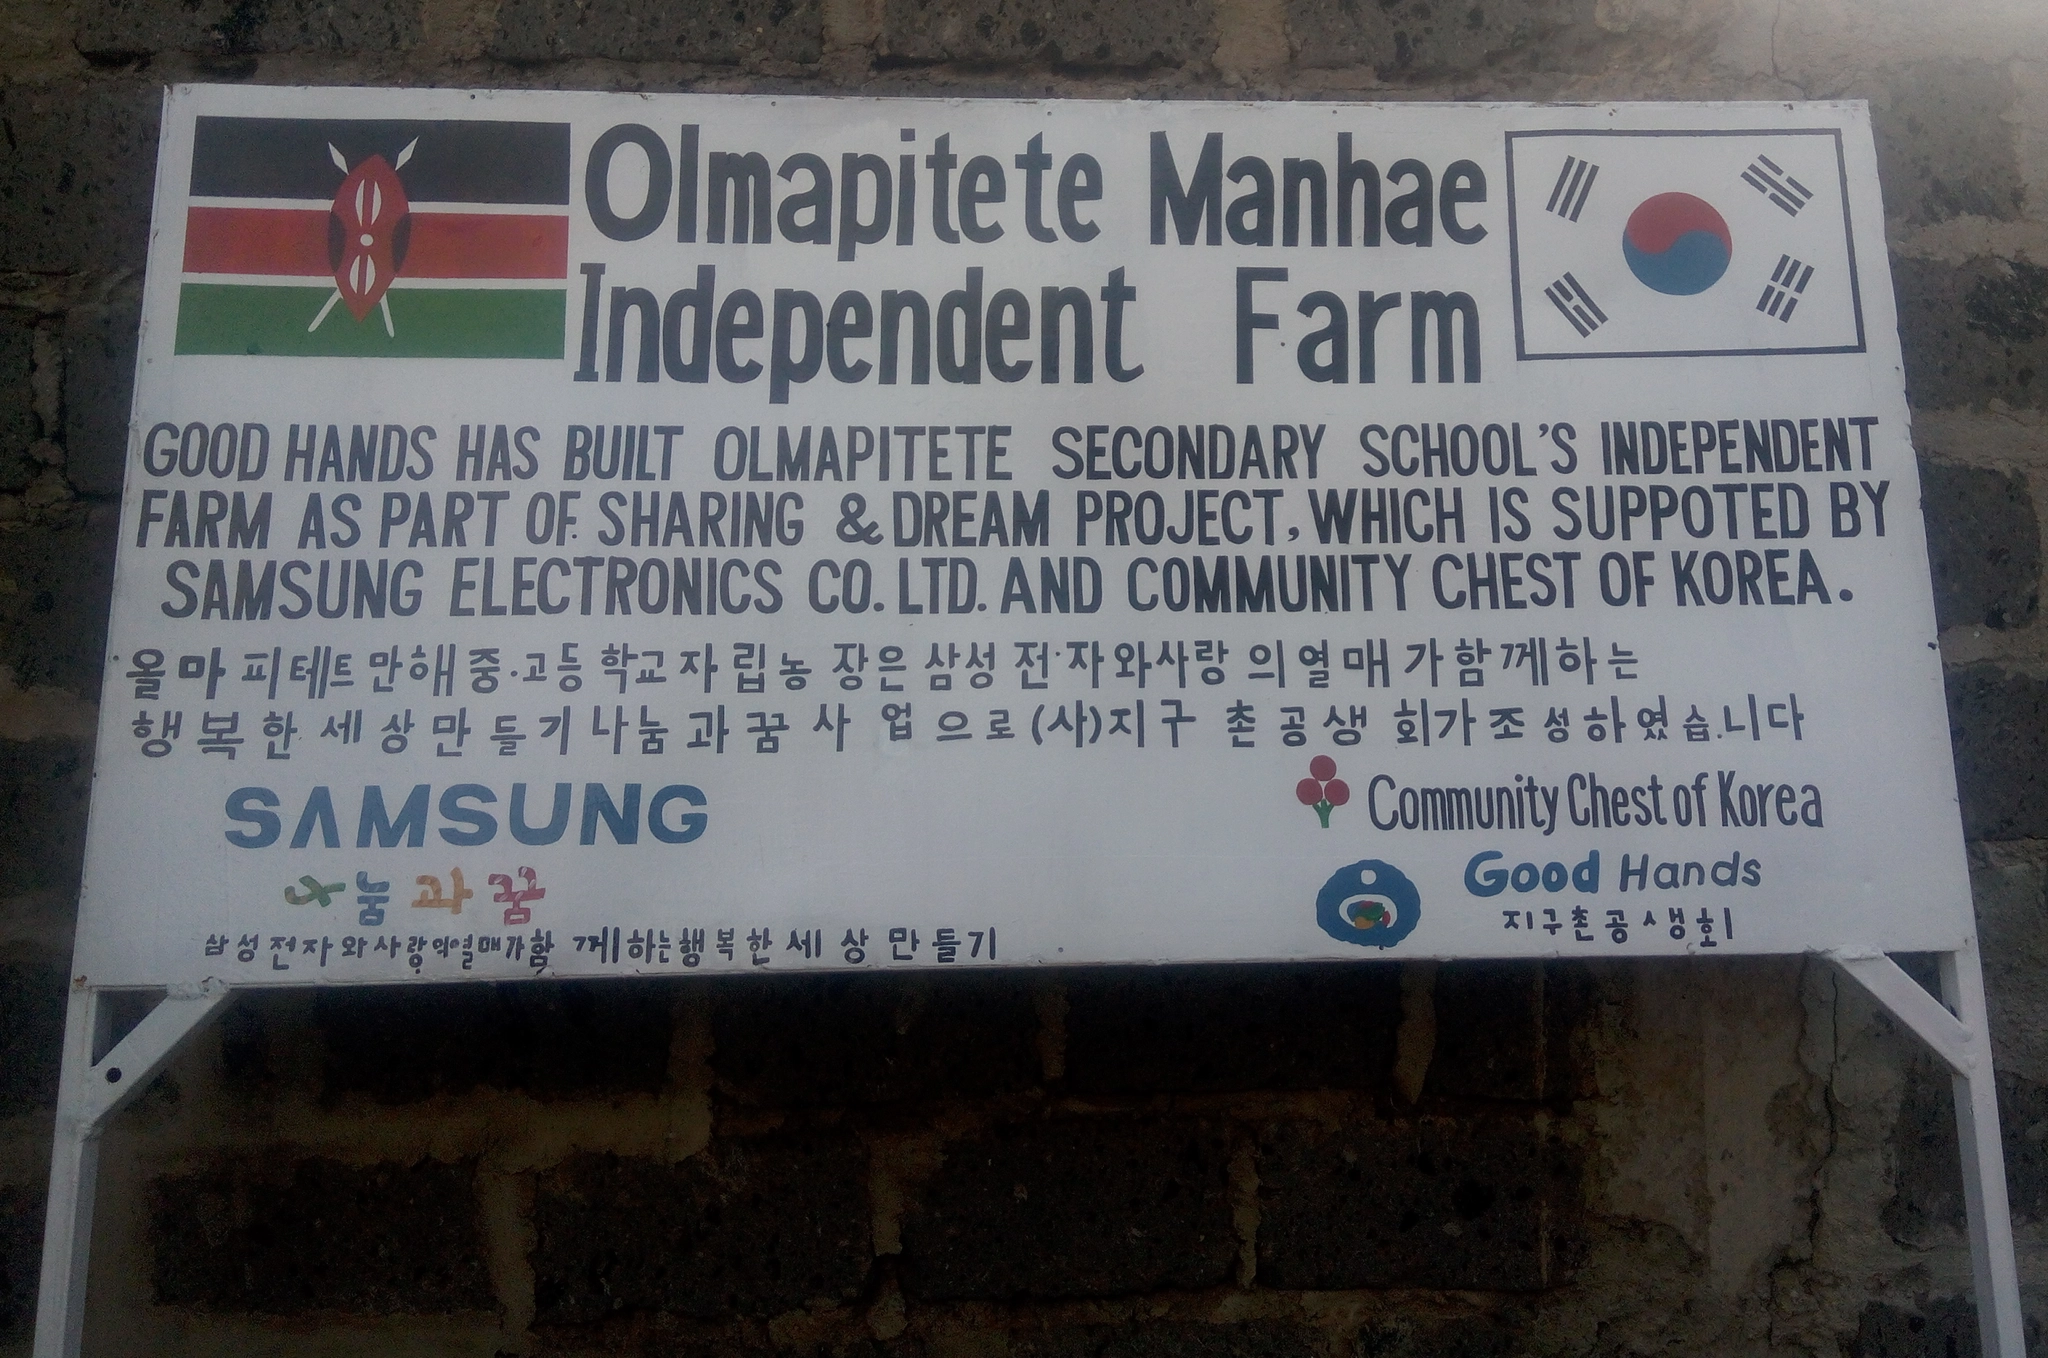 Olmapitete Manhae
Independent Farm
GOOD HANDS HAS BUILT OLMAPITETE SECONDARY SCHOOL'S INDEPENDENT
FARM AS PART OF SHARING & DREAM PROJECT, WHICH IS SUPPOTED BY
SAMSUNG ELECTRONICS CO. LTD. AND COMMUNITY CHEST OF KOREA.
올마피테트만해중·고등학교자립농장은삼성전자와사랑의열매가함께하는
행복한세상만들기나눔과꿈사업으로(사)지구촌공생회가조성하였습니다
SAMSUNG
Community Chest of Korea
나눔과꿈
Good Hands
지구촌공생회
삼성전자와사랑의열매가함께하는행복한세상만들기